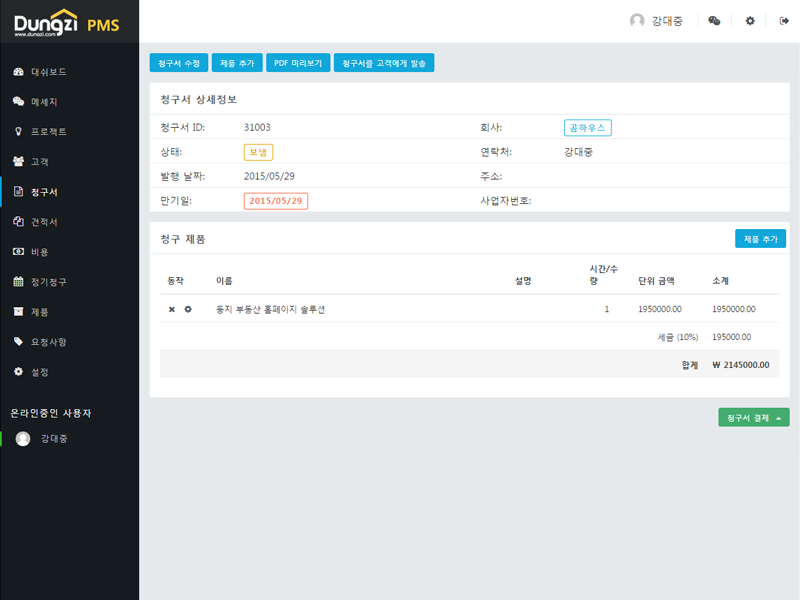 Dungzi PMS
www.dungzi.com
강대중
대쉬보드
메세지
프로젝트
고객
청구서
견적서
비용
정기청구
제품
요청사항
설정
온라인중인 사용자
강대중
청구서 수정 제품 추가 PDF 미리보기 청구서를 고객에게 발송
청구서 상세정보
청구서 ID: 31003 회사: 곰하우스
상태: 보냄 연락처: 강대중
발행 날짜: 2015/05/29 주소:
만기일: 2015/05/29 사업자번호:
청구 제품 제품 추가
동작 이름 설명 시간/수량 단위 금액 소계
둥지 부동산 홈페이지 솔루션 1 1950000.00 1950000.00
세금 (10%) 195000.00
합계 ₩ 2145000.00
청구서 결제